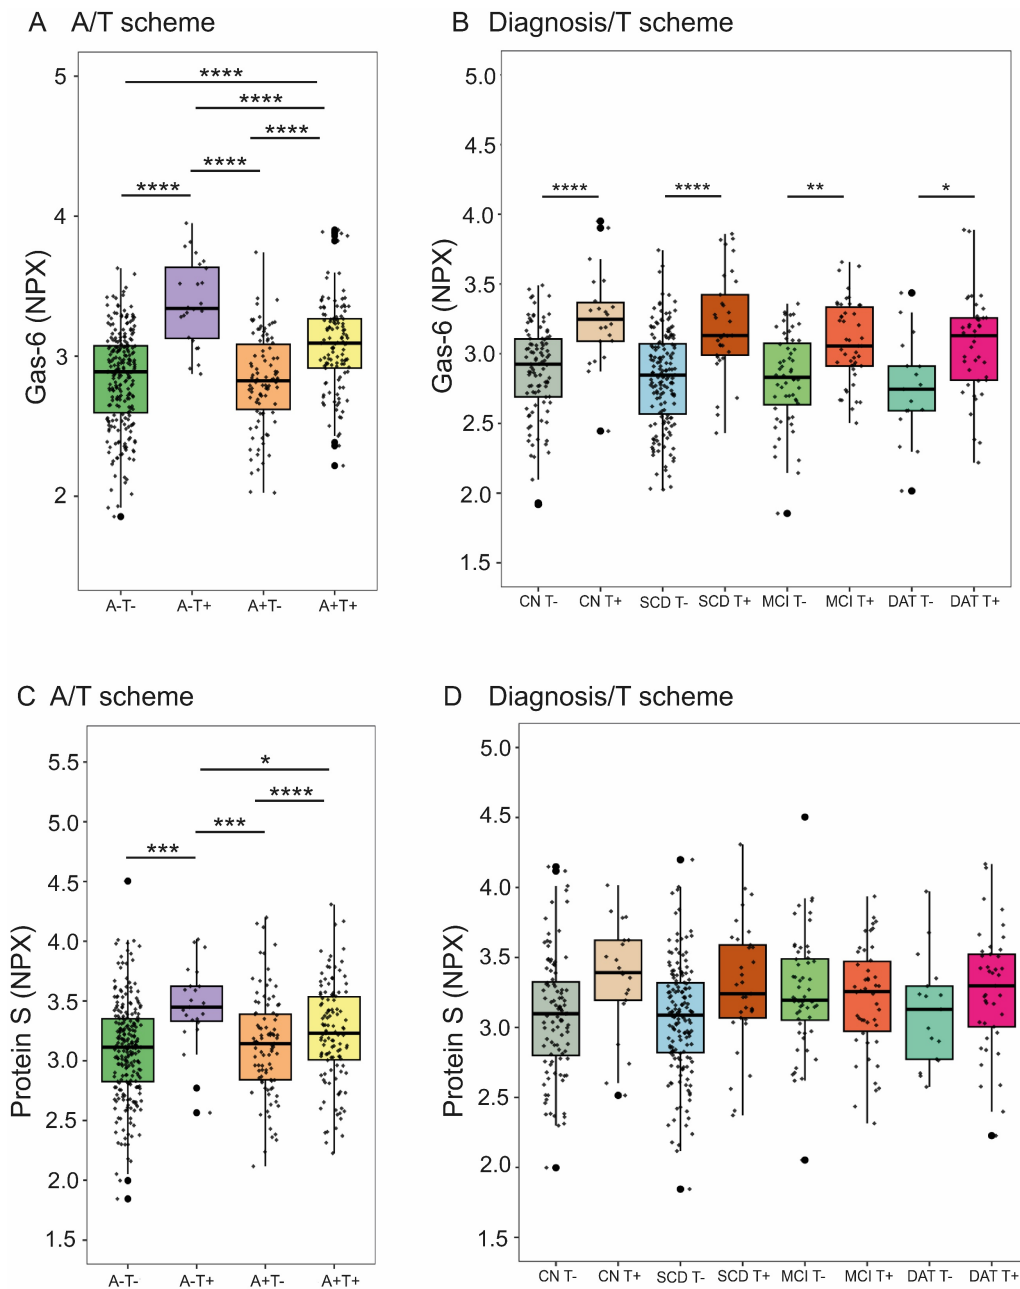 A A/T scheme
B Diagnosis/T scheme
Gas-6 (NPX)
5
4
3
2
****
****
****
****
****
A-T-
A-T+
A+T-
A+T+
Gas-6 (NPX)
5.0
4.5
4.0
3.5
3.0
2.5
2.0
1.5
****
****
**
*
CN T-
CN T+
SCD T-
SCD T+
MCI T-
MCI T+
DAT T-
DAT T+
C A/T scheme
D Diagnosis/T scheme
Protein S (NPX)
5.5
5.0
4.5
4.0
3.5
3.0
2.5
2.0
1.5
*
****
***
***
A-T-
A-T+
A+T-
A+T+
Protein S (NPX)
5.0
4.5
4.0
3.5
3.0
2.5
2.0
1.5
CN T-
CN T+
SCD T-
SCD T+
MCI T-
MCI T+
DAT T-
DAT T+